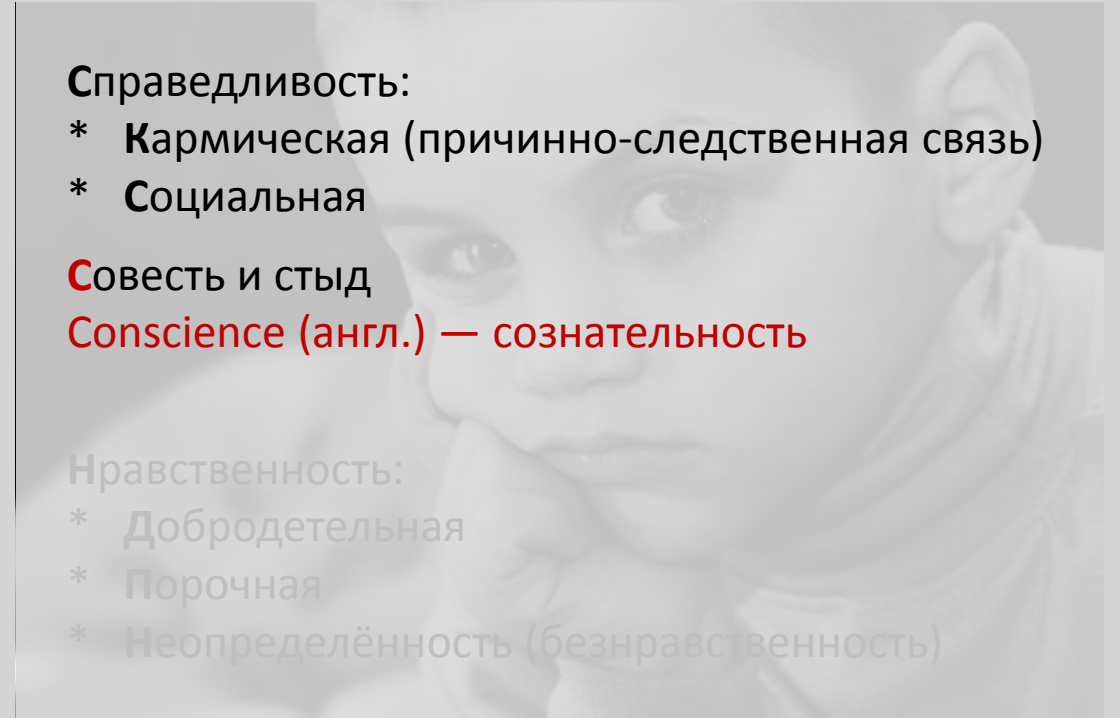 Справедливость:
* Кармическая (причинно-следственная связь)
* Социальная
Совесть и стыд
Conscience (англ.) — сознательность
Нравственность:
* Добродетельная
* Порочная
* Неопределённость (безнравственность)